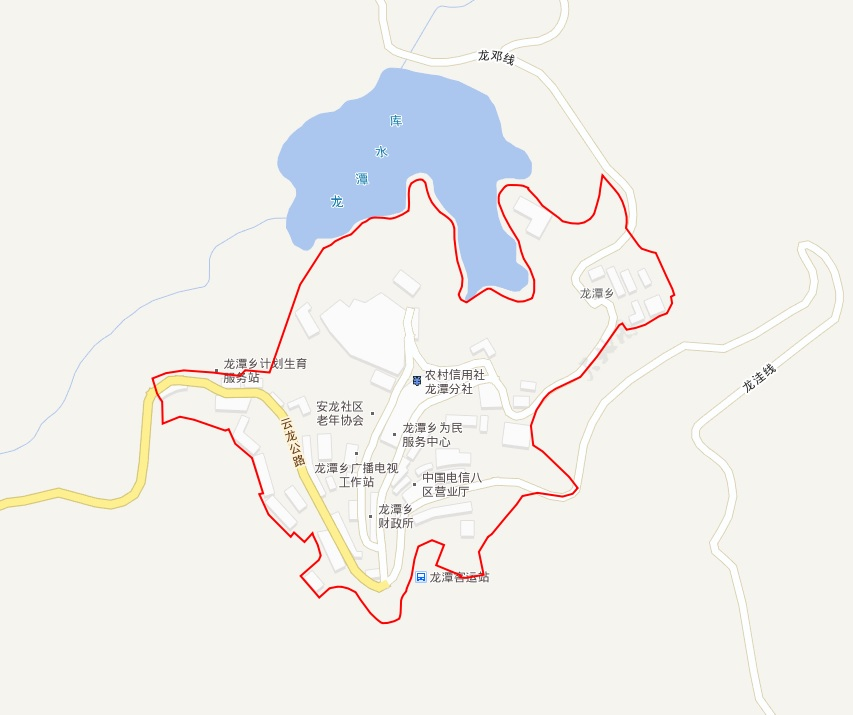 龙邓线
龙潭水库
龙潭乡
龙潭乡计划生育
服务站
龙洼线
农村信用社
龙潭分社
安龙社区
老年协会
云龙公路
龙潭乡为民
服务中心
龙潭乡广播电视
工作站
中国电信八
区营业厅
龙潭乡
财政所
龙潭客运站